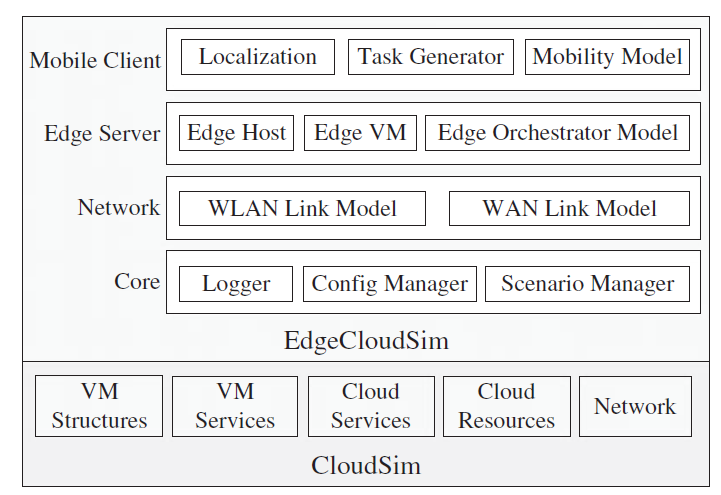 Mobile Client Localization Task Generator Mobility Model
Edge Server Edge Host Edge VM Edge Orchestrator Model
Network WLAN Link Model WAN Link Model
Core Logger Config Manager Scenario Manager
EdgeCloudSim
VM
Structures
VM
Services
Cloud
Services
Cloud
Resources
Network
CloudSim